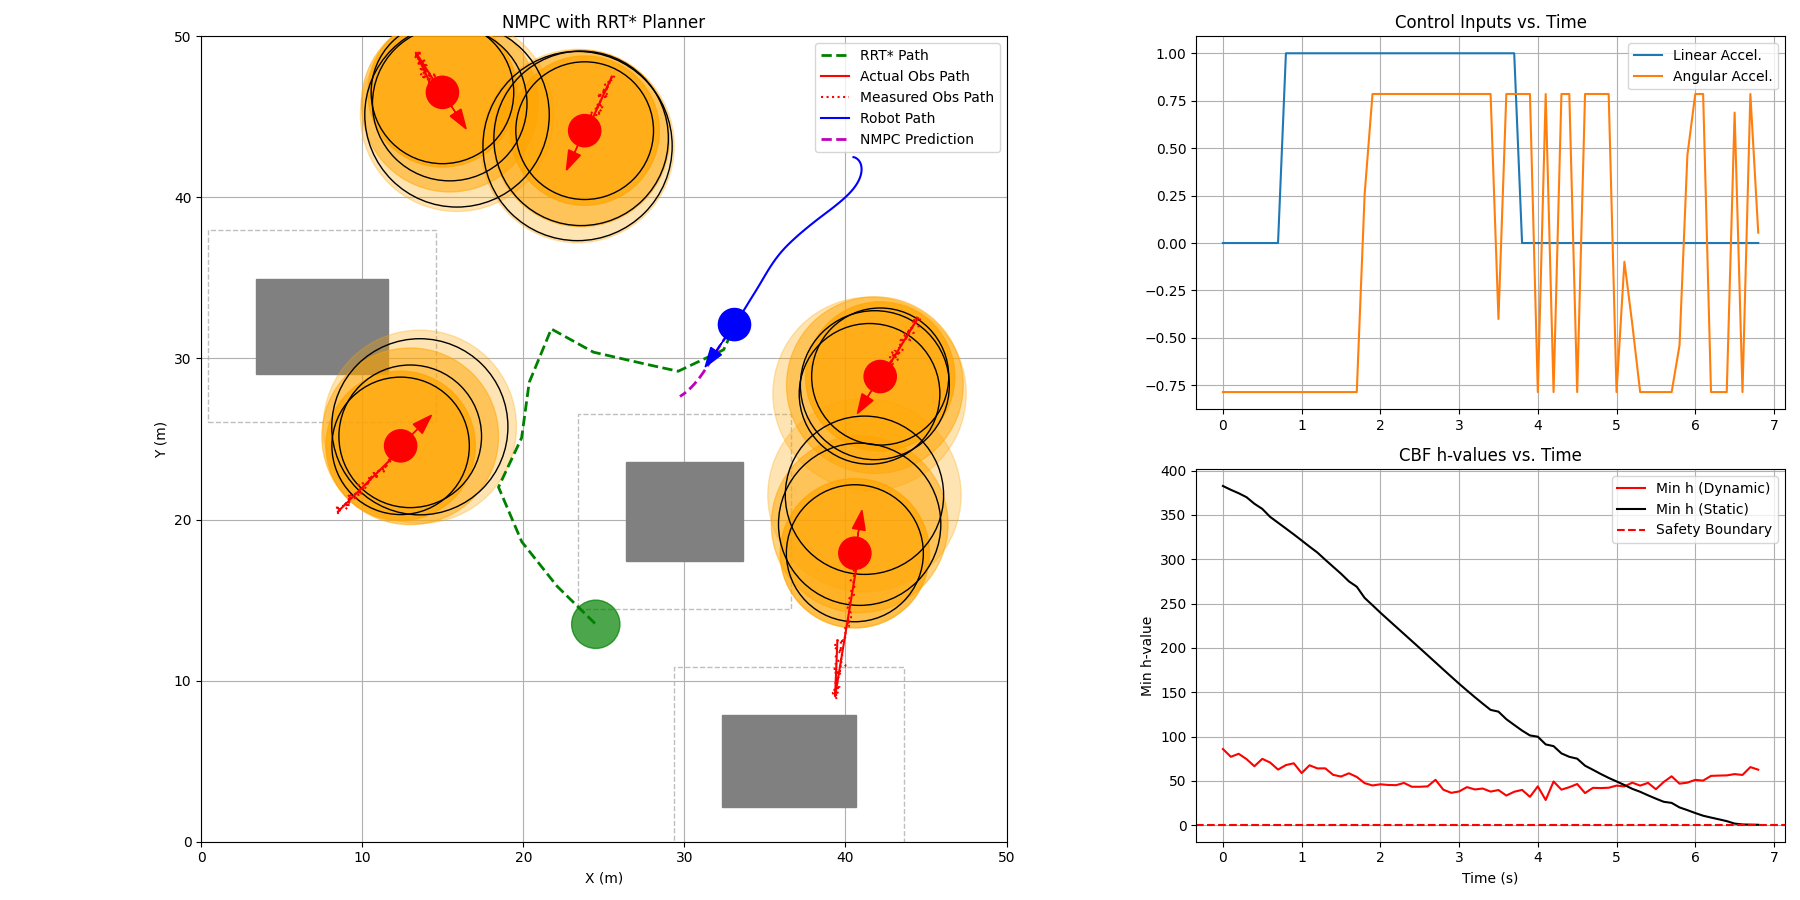 NMPC with RRT* Planner
50
40
30
20
10
0
Y (m)
0 10 20 30 40 50
X (m)
RRT* Path
Actual Obs Path
Measured Obs Path
Robot Path
NMPC Prediction
Control Inputs vs. Time
1.00
0.75
0.50
0.25
0.00
−0.25
−0.50
−0.75
0 1 2 3 4 5 6 7
Linear Accel.
Angular Accel.
CBF h-values vs. Time
400
350
300
250
200
150
100
50
0
Min h-value
0 1 2 3 4 5 6 7
Time (s)
Min h (Dynamic)
Min h (Static)
Safety Boundary